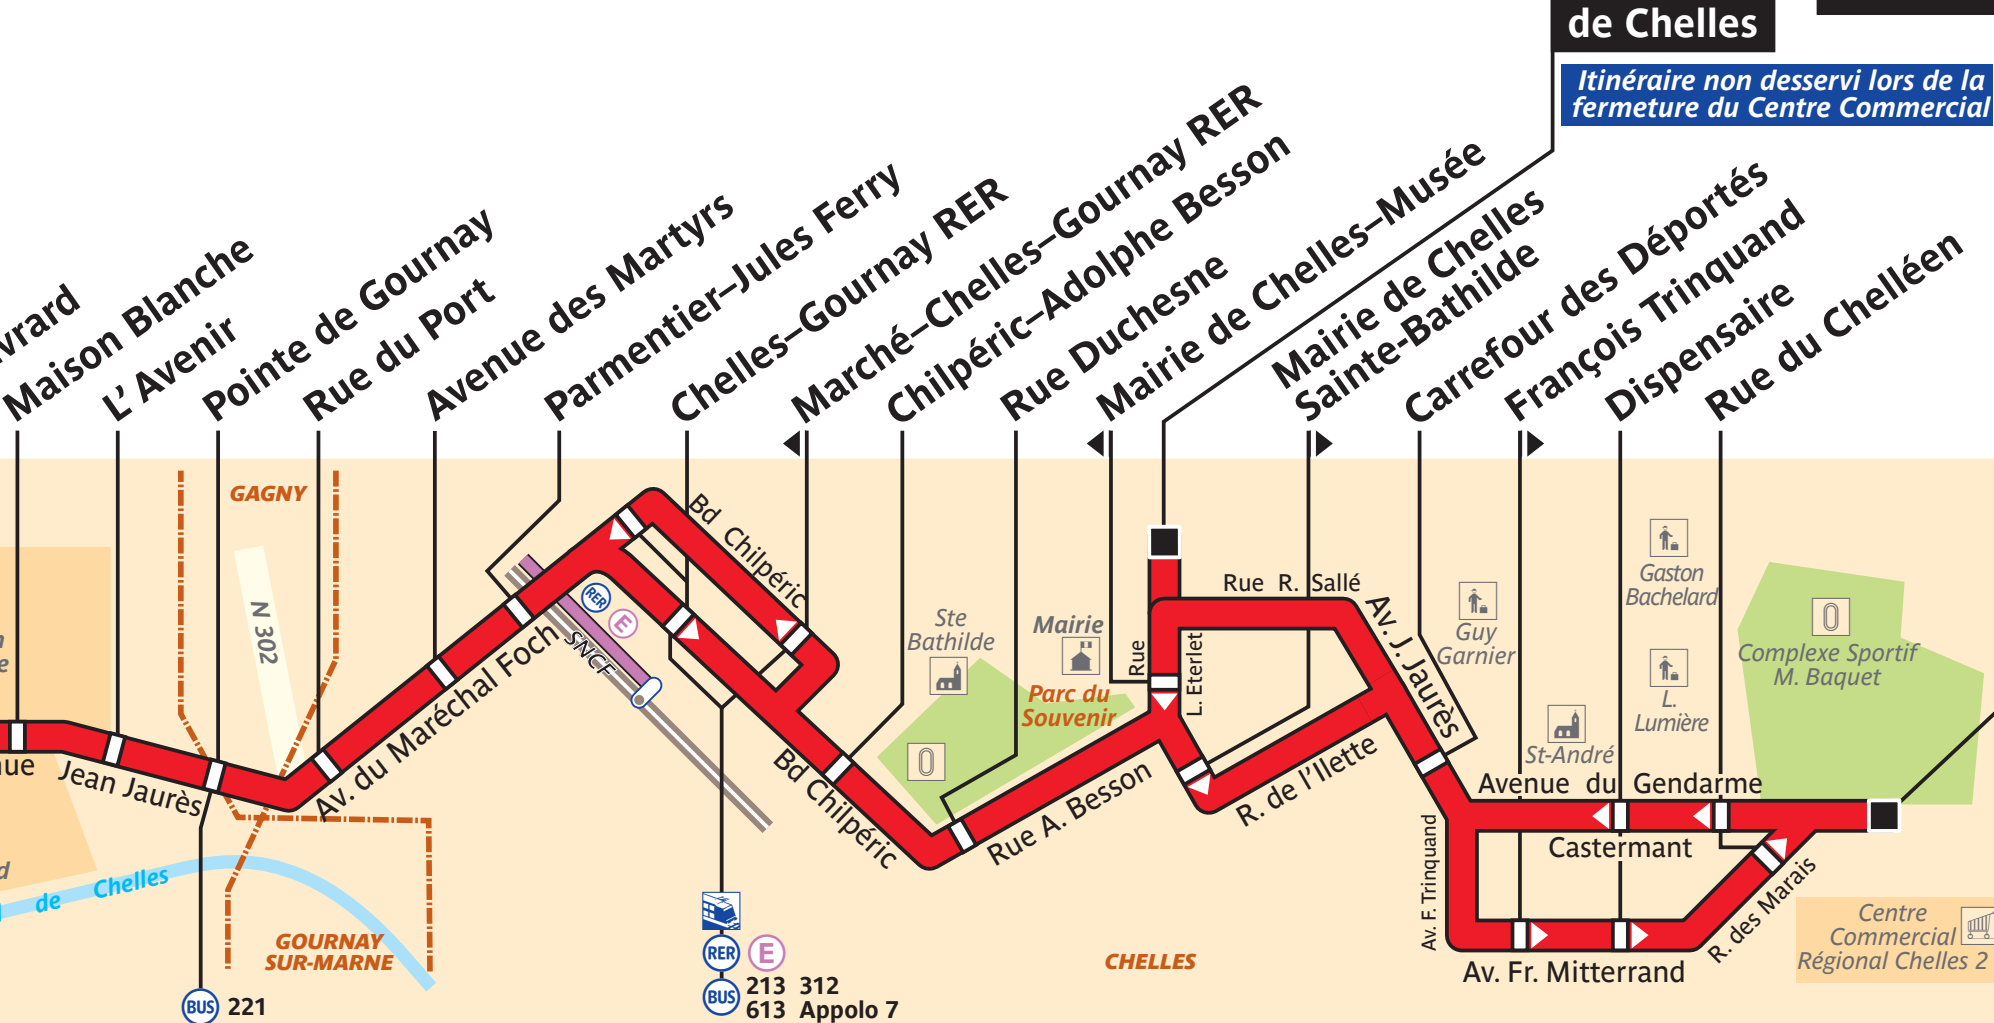 de Chelles
Itinéraire non desservi lors de la
fermeture du Centre Commercial
Maison Blanche
L'Avenir
Pointe de Gournay
Rue du Port
Avenue des Martyrs
Parmentier–Jules Ferry
Chelles–Gournay RER
Marché–Chelles–Gournay RER
Chilpéric–Adolphe Besson
Rue Duchesne
Mairie de Chelles–Musée
Mairie de Chelles
Sainte-Bathilde
Carrefour des Déportés
François Trinquand
Dispensaire
Rue du Chelléen
GAGNY
N 302
Jean Jaurès
Av. du Maréchal Foch
RER
E
SNCF
Bd Chilpéric
Bd Chilpéric
Ste
Bathilde
Mairie
Parc du
Souvenir
Rue
L. Eterlet
Rue R. Sallé
Av. J. Jaurès
Rue A. Besson
R. de l'Ilette
Guy
Garnier
Gaston
Bachelard
L.
Lumière
St-André
Complexe Sportif
M. Baquet
Avenue du Gendarme
Castermant
Av. F. Trinquand
Av. Fr. Mitterrand
R. des Marais
Centre
Commercial
Régional Chelles 2
de Chelles
GOURNAY
SUR-MARNE
CHELLES
BUS 221
RER E
BUS 213 312
613 Appolo 7